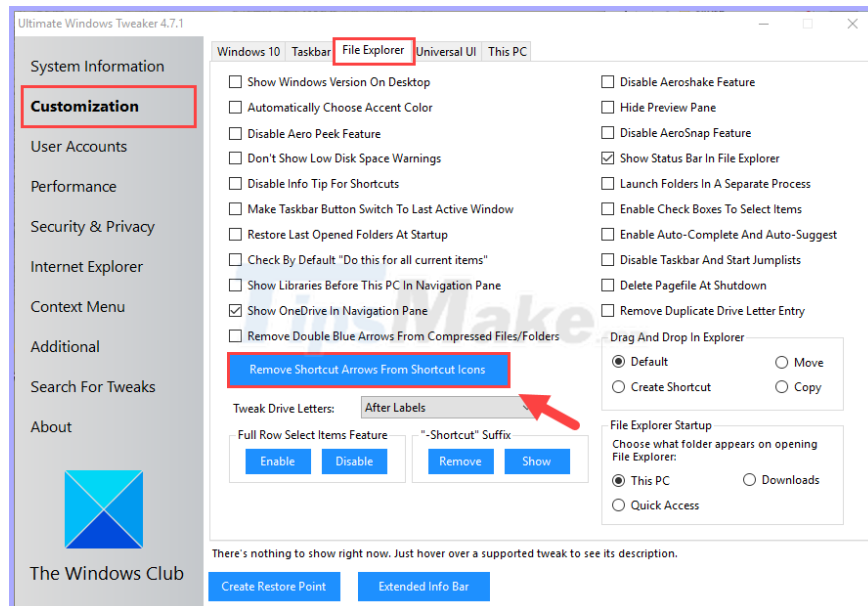 Ultimate Windows Tweaker 4.7.1
System Information
Customization
User Accounts
Performance
Security & Privacy
Internet Explorer
Context Menu
Additional
Search For Tweaks
About
The Windows Club
Windows 10 Taskbar File Explorer Universal UI This PC
Show Windows Version On Desktop
Automatically Choose Accent Color
Disable Aero Peek Feature
Don't Show Low Disk Space Warnings
Disable Info Tip For Shortcuts
Make Taskbar Button Switch To Last Active Window
Restore Last Opened Folders At Startup
Check By Default "Do this for all current items"
Show Libraries Before This PC In Navigation Pane
Show OneDrive In Navigation Pane
Remove Double Blue Arrows From Compressed Files/Folders
Remove Shortcut Arrows From Shortcut Icons
Tweak Drive Letters: After Labels
Full Row Select Items Feature
Enable Disable
"-Shortcut" Suffix
Remove Show
Disable Aeroshake Feature
Hide Preview Pane
Disable AeroSnap Feature
Show Status Bar In File Explorer
Launch Folders In A Separate Process
Enable Check Boxes To Select Items
Enable Auto-Complete And Auto-Suggest
Disable Taskbar And Start Jumplists
Delete Pagefile At Shutdown
Remove Duplicate Drive Letter Entry
Drag And Drop In Explorer
Default Move
Create Shortcut Copy
File Explorer Startup
Choose what folder appears on opening
File Explorer:
This PC Downloads
Quick Access
There's nothing to show right now. Just hover over a supported tweak to see its description.
Create Restore Point Extended Info Bar
TipsMake